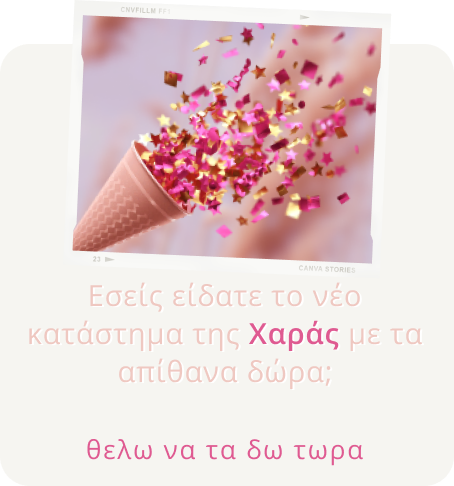 CNVFILLM
Εσείς είδατε το νέο
κατάστημα της Χαράς με τα
απίθανα δώρα;
θελω να τα δω τωρα
23
CANVA STORIES